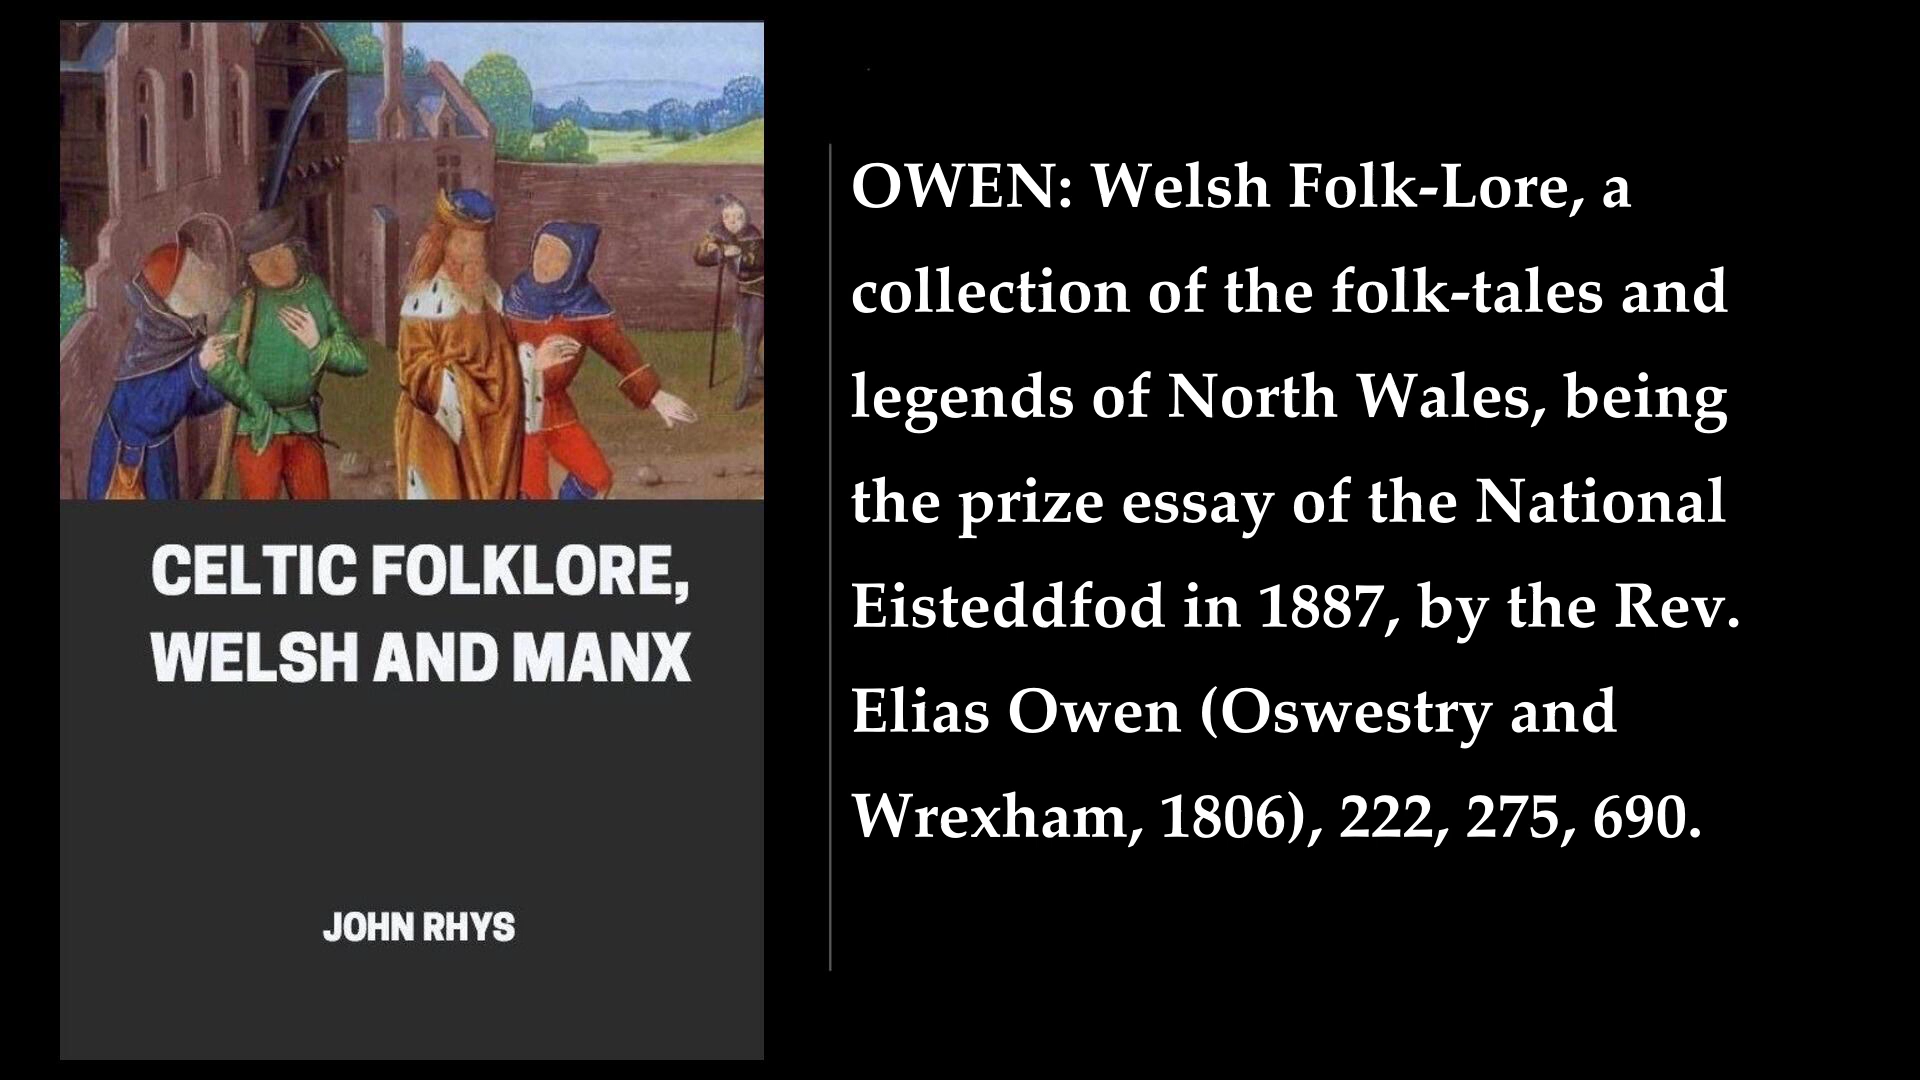 CELTIC FOLKLORE,
WELSH AND MANX
JOHN RHYS
OWEN: Welsh Folk-Lore, a
collection of the folk-tales and
legends of North Wales, being
the prize essay of the National
Eisteddfod in 1887, by the Rev.
Elias Owen (Oswestry and
Wrexham, 1806), 222, 275, 690.